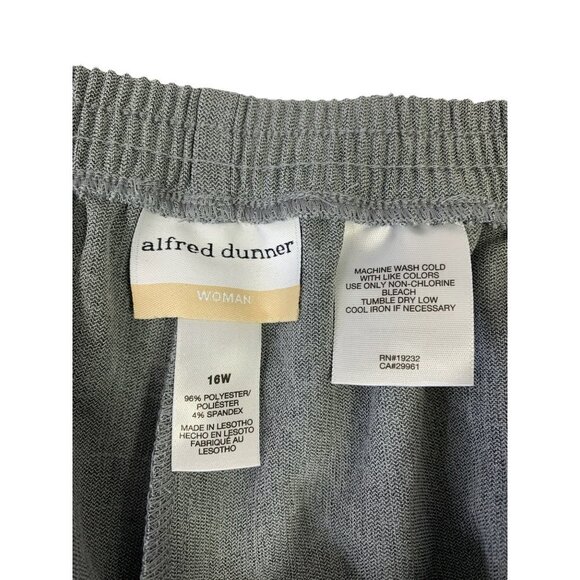 alfred dunner
WOMAN
16W
96% POLYESTER/
POLIÉSTER
4% SPANDEX
MADE IN LESOTHO
HECHO EN LESOTO
FABRIQUÉ AU
LESOTHO
MACHINE WASH COLD
WITH LIKE COLORS
USE ONLY NON-CHLORINE
BLEACH
TUMBLE DRY LOW
COOL IRON IF NECESSARY
RN#19232
CA#29961